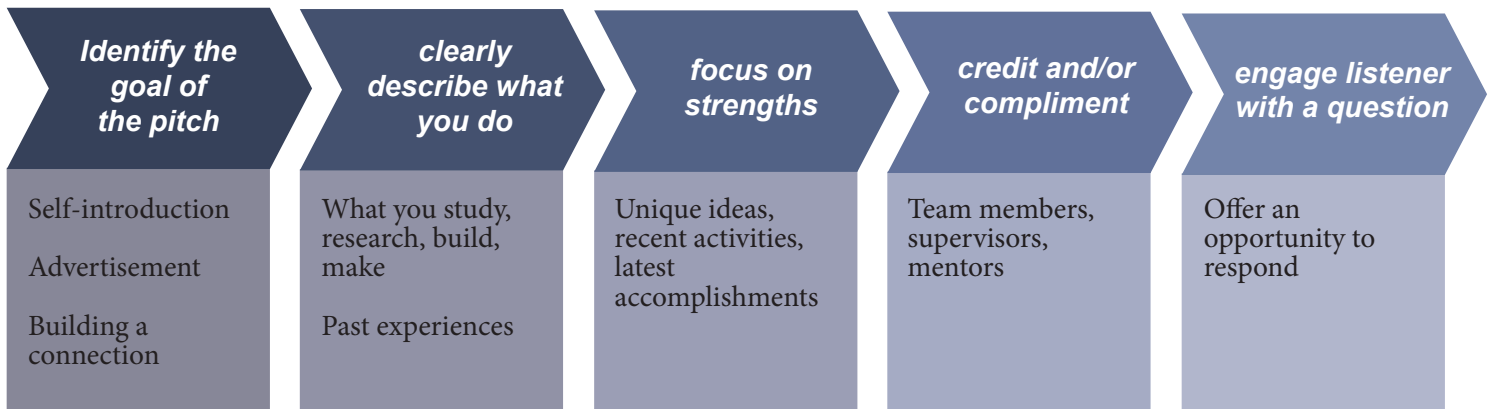 Identify the
goal of
the pitch
Self-introduction
Advertisement
Building a
connection
clearly
describe what
you do
What you study,
research, build,
make
Past experiences
focus on
strengths
Unique ideas,
recent activities,
latest
accomplishments
credit and/or
compliment
Team members,
supervisors,
mentors
engage listener
with a question
Offer an
opportunity to
respond